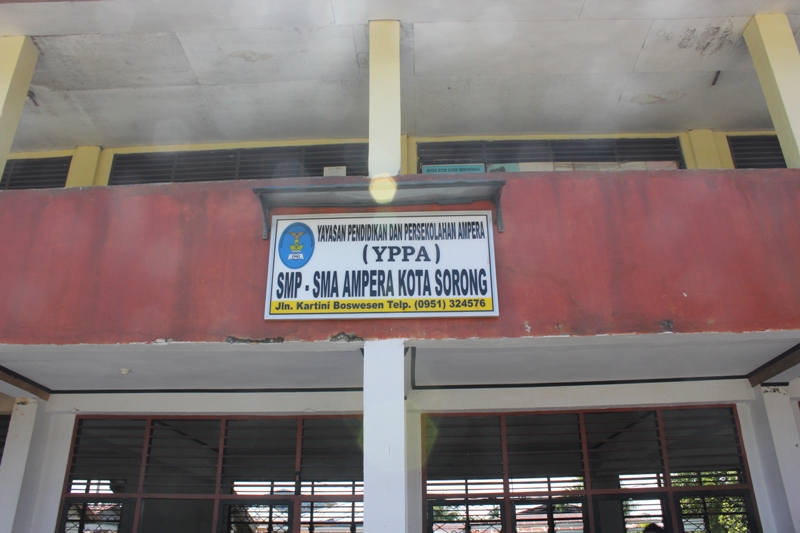 YAYASAN PENDIDIKAN DAN PERSEKOLAHAN AMPERA
(YPPA)
SMP - SMA AMPERA KOTA SORONG
Jln. Kartini Boswesen Telp. (0951) 324576